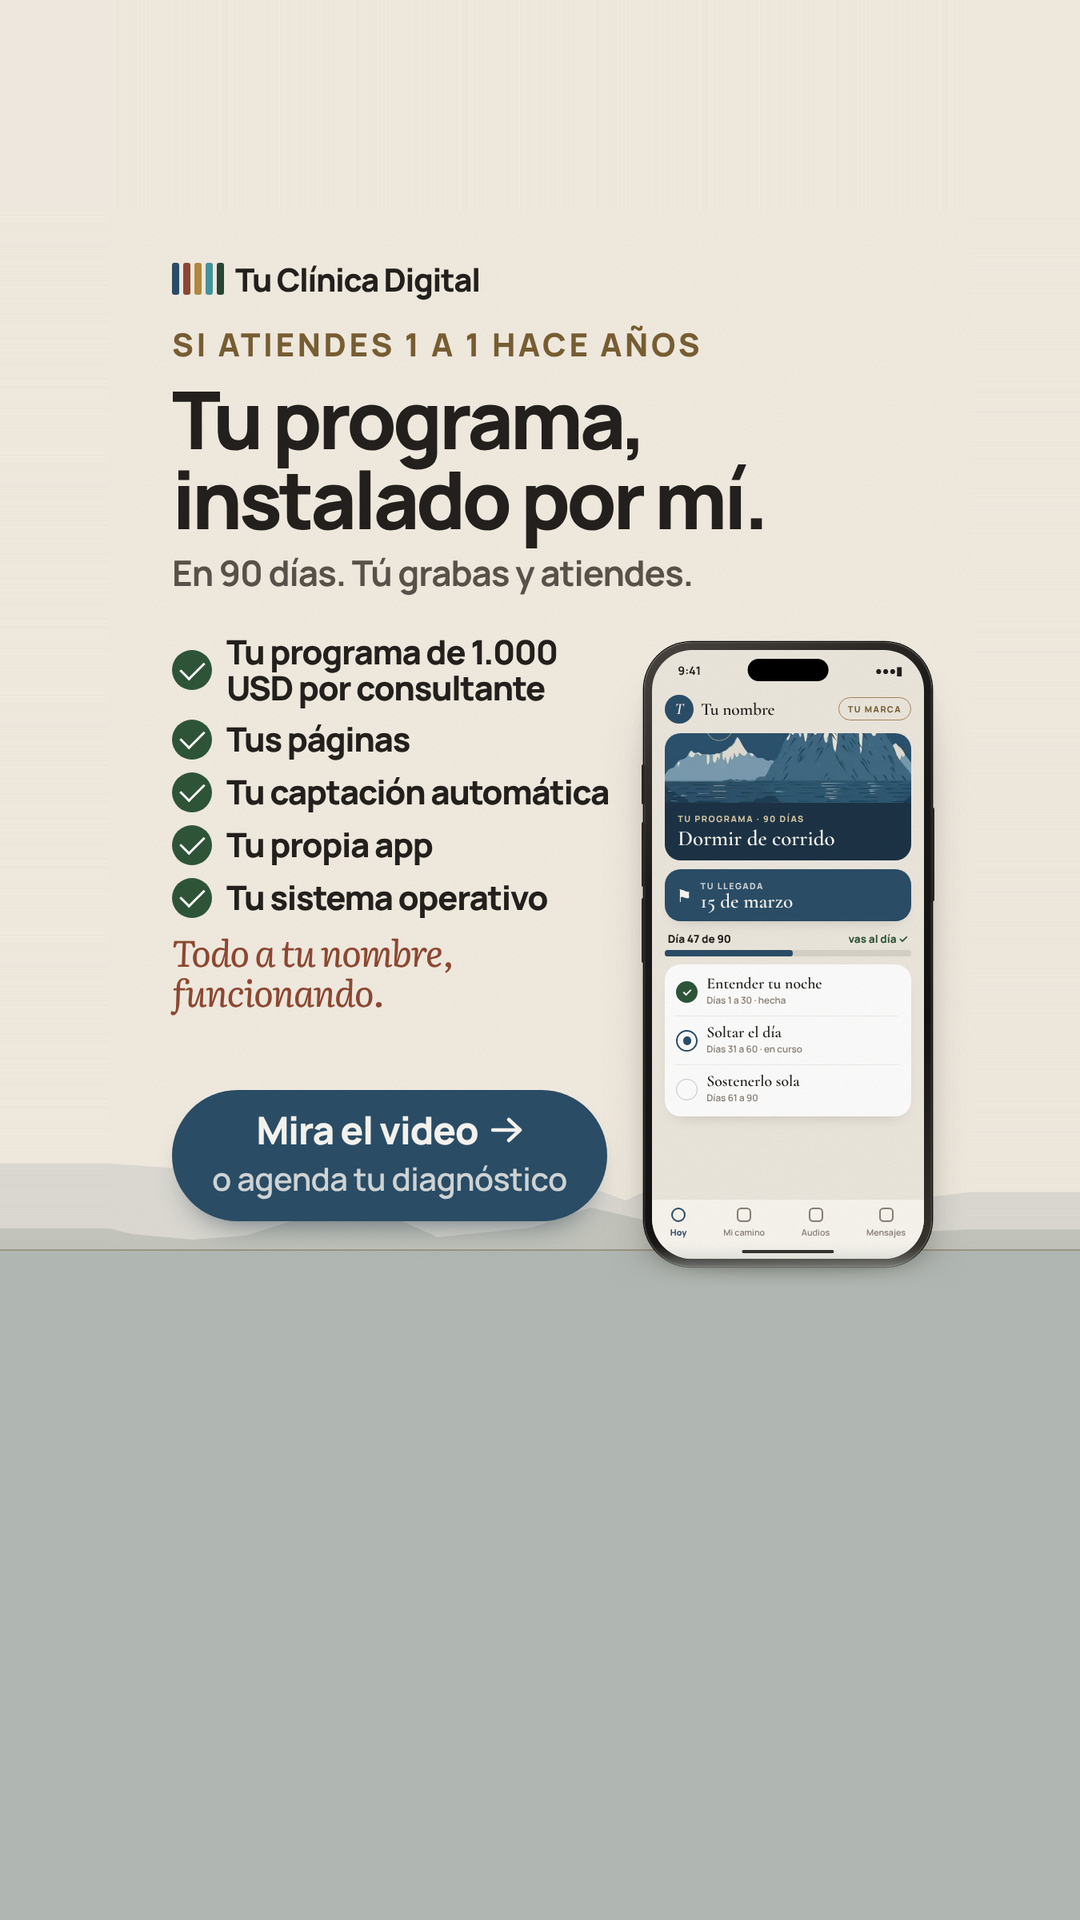 Tu Clínica Digital
SI ATIENDES 1 A 1 HACE AÑOS
Tu programa,
instalado por mí.
En 90 días. Tú grabas y atiendes.
Tu programa de 1.000
USD por consultante
Tus páginas
Tu captación automática
Tu propia app
Tu sistema operativo
Todo a tu nombre,
funcionando.
Mira el video →
o agenda tu diagnóstico
9:41
T Tu nombre
TU MARCA
TU PROGRAMA · 90 DÍAS
Dormir de corrido
TU LLEGADA
15 de marzo
Día 47 de 90
vas al día ✓
Entender tu noche
Días 1 a 30 · hecha
Soltar el día
Días 31 a 60 · en curso
Sostenerlo sola
Días 61 a 90
Hoy
Mi camino
Audios
Mensajes